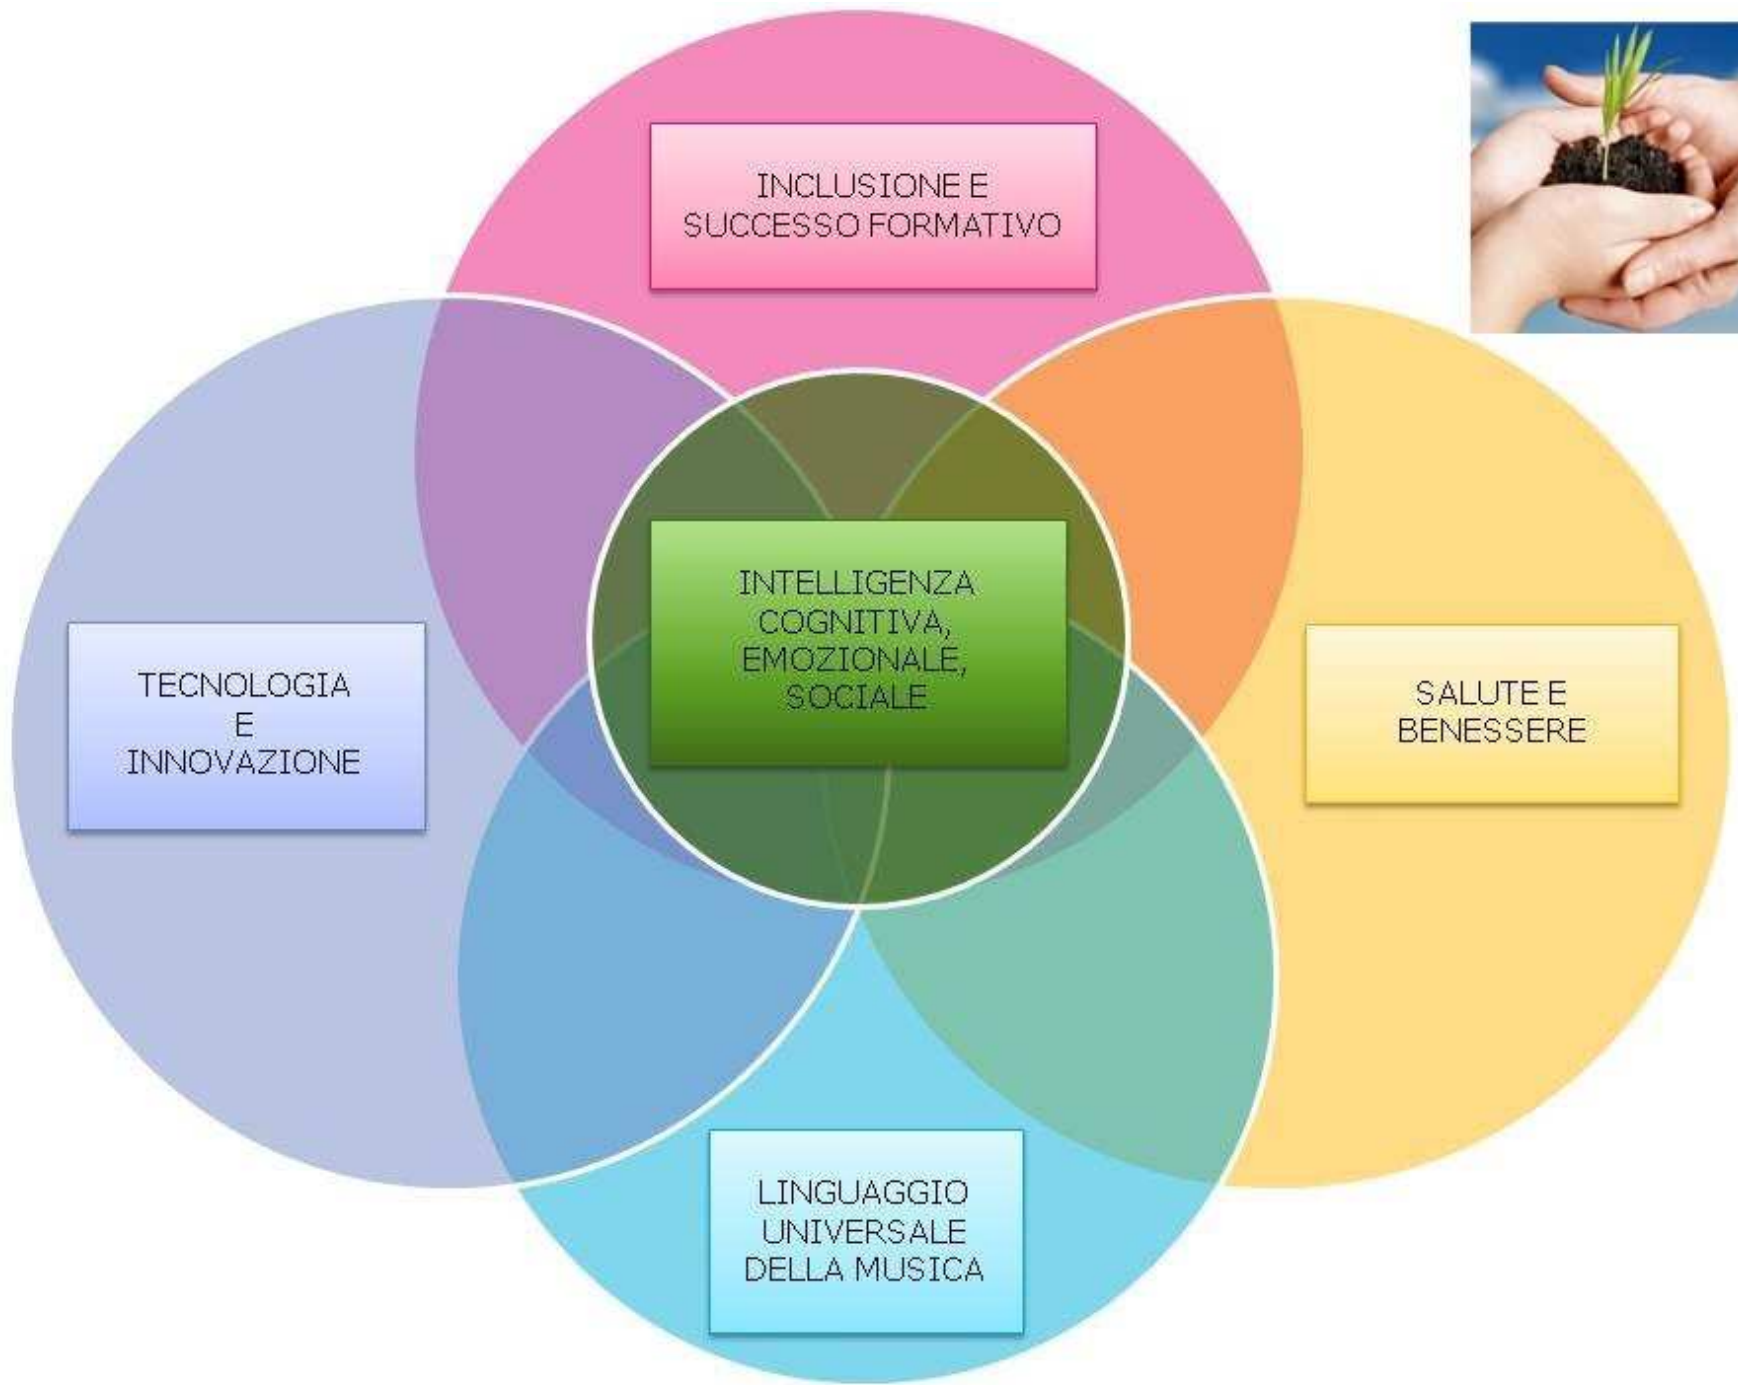 INCLUSIONE E
SUCCESSO FORMATIVO
INTELLIGENZA
COGNITIVA,
EMOZIONALE,
SOCIALE
TECNOLOGIA
E
INNOVAZIONE
SALUTE E
BENESSERE
LINGUAGGIO
UNIVERSALE
DELLA MUSICA